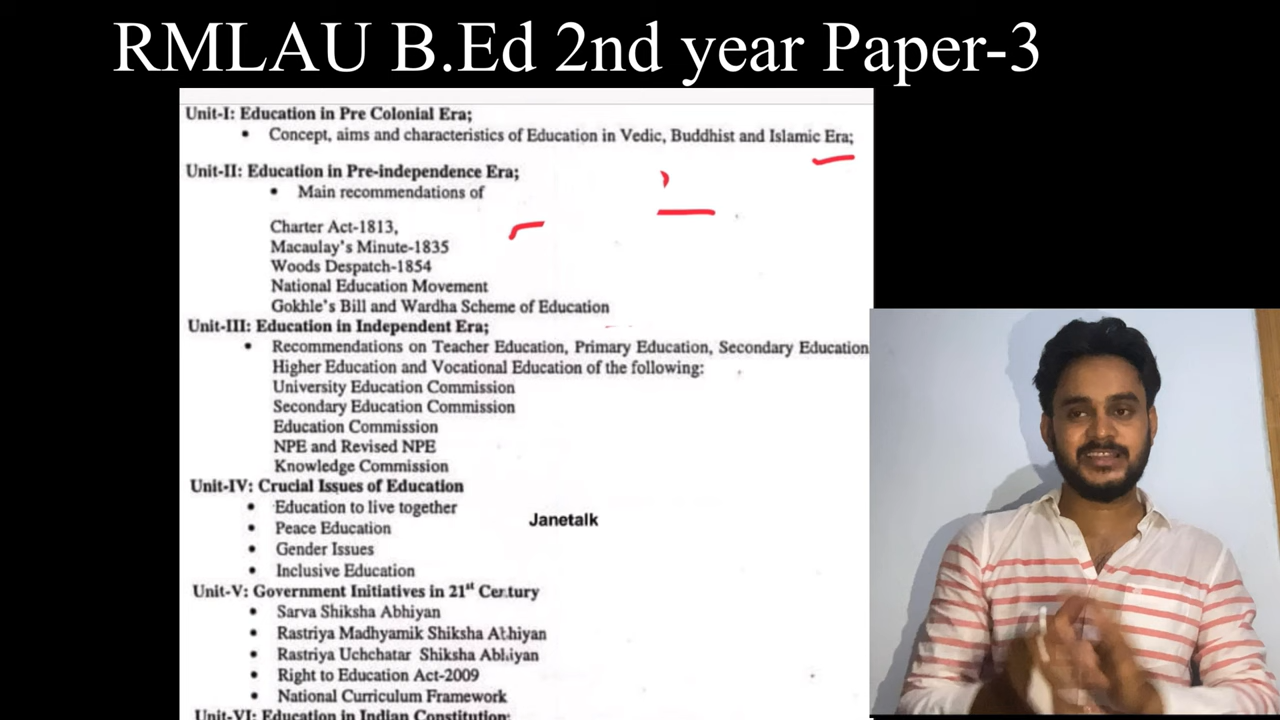 RMLAU B.Ed 2nd year Paper-3
Unit-I: Education in Pre Colonial Era;
• Concept, aims and characteristics of Education in Vedic, Buddhist and Islamic Era;
Unit-II: Education in Pre-independence Era;
• Main recommendations of
Charter Act-1813,
Macaulay's Minute-1835
Woods Despatch-1854
National Education Movement
Gokhle's Bill and Wardha Scheme of Education
Unit-III: Education in Independent Era;
• Recommendations on Teacher Education, Primary Education, Secondary Education
Higher Education and Vocational Education of the following:
University Education Commission
Secondary Education Commission
Education Commission
NPE and Revised NPE
Knowledge Commission
Unit-IV: Crucial Issues of Education
• Education to live together
Janetalk
• Peace Education
• Gender Issues
• Inclusive Education
Unit-V: Government Initiatives in 21st Century
• Sarva Shiksha Abhiyan
• Rastriya Madhyamik Shiksha Abhiyan
• Rastriya Uchchatar Shiksha Abhiyan
• Right to Education Act-2009
• National Curriculum Framework
Unit-VI: Education in Indian Constitution;